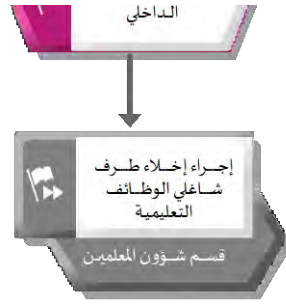 الداخلي
إجراء إخلاء طرف
شاغلي الوظائف
التعليمية
قسم شؤون المعلمين